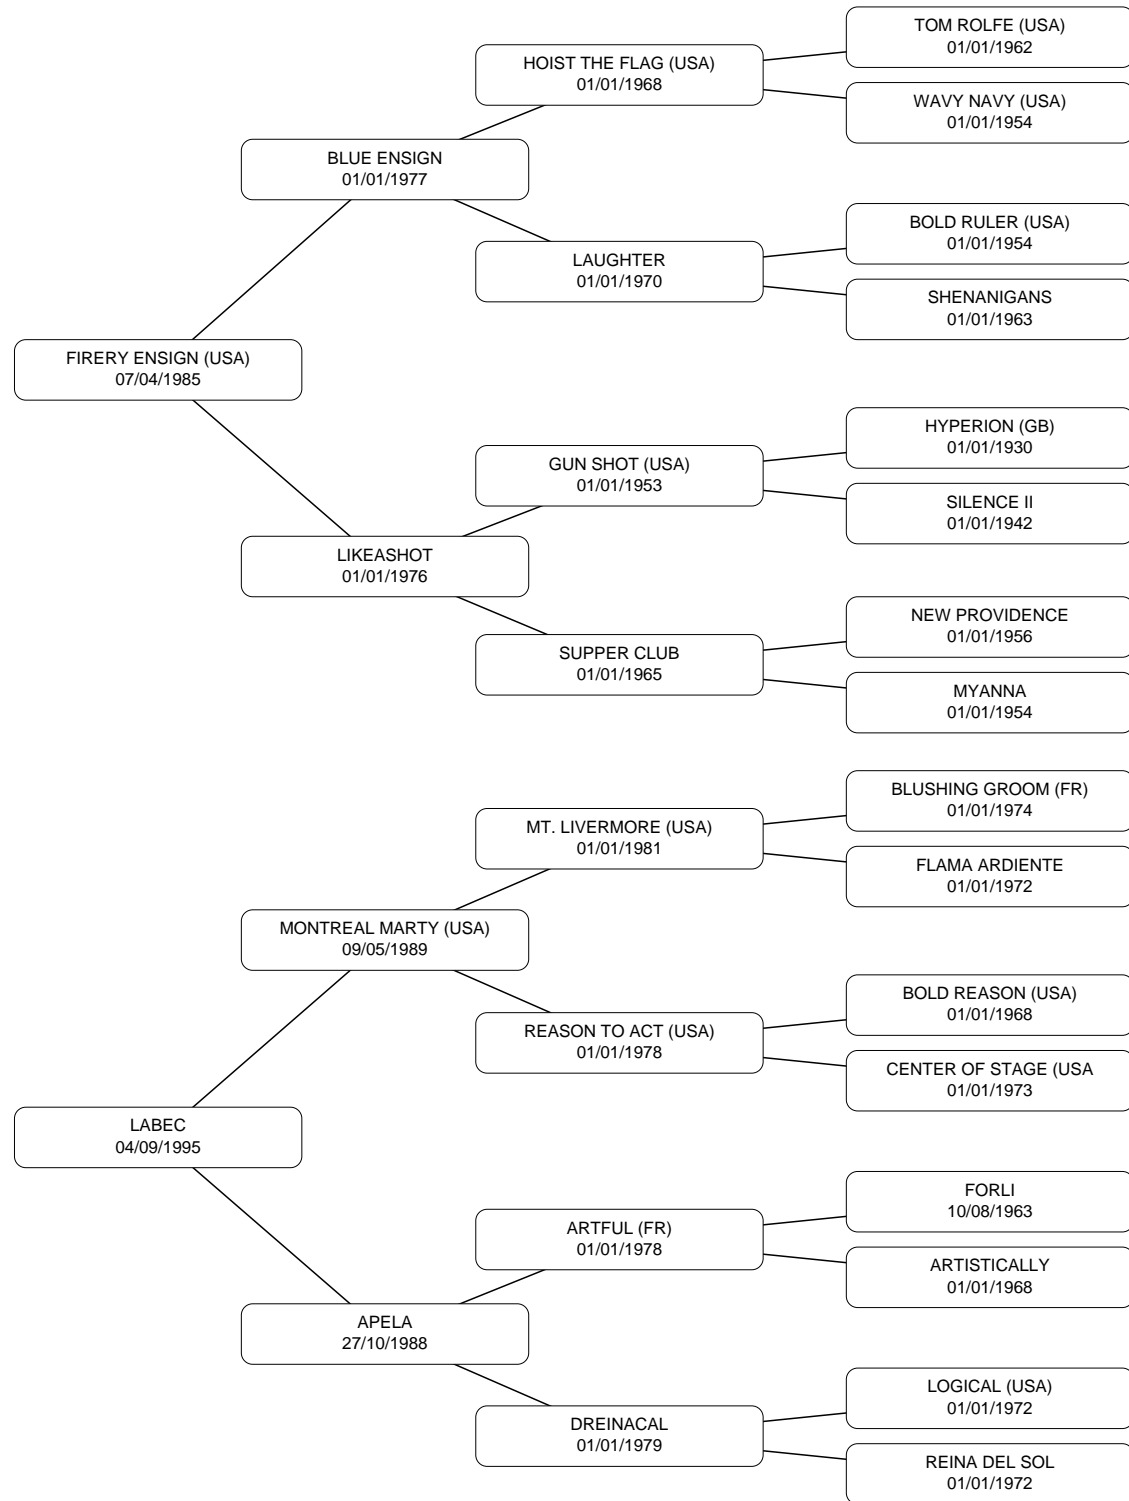 TOM ROLFE (USA)
01/01/1962
HOIST THE FLAG (USA)
01/01/1968
WAVY NAVY (USA)
01/01/1954
BLUE ENSIGN
01/01/1977
BOLD RULER (USA)
01/01/1954
LAUGHTER
01/01/1970
SHENANIGANS
01/01/1963
FIRERY ENSIGN (USA)
07/04/1985
HYPERION (GB)
01/01/1930
GUN SHOT (USA)
01/01/1953
SILENCE II
01/01/1942
LIKEASHOT
01/01/1976
NEW PROVIDENCE
01/01/1956
SUPPER CLUB
01/01/1965
MYANNA
01/01/1954
BLUSHING GROOM (FR)
01/01/1974
MT. LIVERMORE (USA)
01/01/1981
FLAMA ARDIENTE
01/01/1972
MONTREAL MARTY (USA)
09/05/1989
BOLD REASON (USA)
01/01/1968
REASON TO ACT (USA)
01/01/1978
CENTER OF STAGE (USA
01/01/1973
LABEC
04/09/1995
FORLI
10/08/1963
ARTFUL (FR)
01/01/1978
ARTISTICALLY
01/01/1968
APELA
27/10/1988
LOGICAL (USA)
01/01/1972
DREINACAL
01/01/1979
REINA DEL SOL
01/01/1972